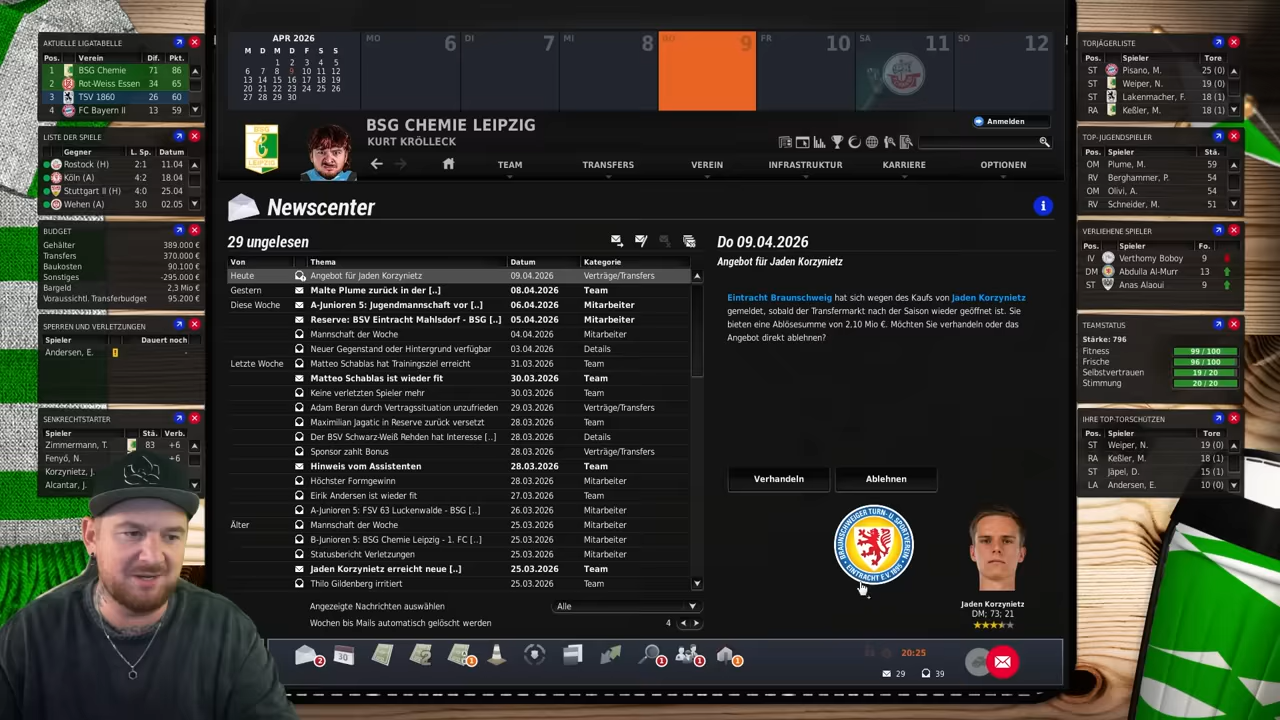 AKTUELLE LIGATABELLE
Pos. Verein Dif. Pkt.
1 BSG Chemie 71 86
2 Rot-Weiss Essen 34 65
3 TSV 1860 26 60
4 FC Bayern II 13 59
LISTE DER SPIELE
Gegner L. Sp. Datum
Rostock (H) 2:1 11.04
Köln (A) 4:2 18.04
Stuttgart II (H) 4:0 25.04
Wehen (A) 3:0 02.05
BUDGET
Gehälter 389.000 €
Transfers 370.000 €
Baukosten 90.100 €
Sonstiges -295.000 €
Bargeld 2,3 Mio €
Voraussichtl. Transferbudget 95.200 €
SPERREN UND VERLETZUNGEN
Spieler Dauert noch
Andersen, E. -
SENKRECHTSTARTER
Spieler Stä. Verb.
Zimmermann, T. 83 +6
Fenyó, N. +6
Korzynietz, J.
Alcantar, J.
APR 2026
M D M D F S S
1 2 3 4 5
6 7 8 9 10 11 12
13 14 15 16 17 18 19
20 21 22 23 24 25 26
27 28 29 30
MO 6
DI 7
MI 8
DO 9
FR 10
SA 11
SO 12
BSG CHEMIE LEIPZIG
KURT KRÖLLECK
Anmelden
TEAM TRANSFERS VEREIN INFRASTRUKTUR KARRIERE OPTIONEN
Newscenter
29 ungelesen
Von Thema Datum Kategorie
Heute Angebot für Jaden Korzynietz 09.04.2026 Verträge/Transfers
Gestern Malte Plume zurück in der [..] 08.04.2026 Team
Diese Woche A-Junioren 5: Jugendmannschaft vor [..] 06.04.2026 Mitarbeiter
Reserve: BSV Eintracht Mahlsdorf - BSG [..] 05.04.2026 Mitarbeiter
Mannschaft der Woche 04.04.2026 Mitarbeiter
Neuer Gegenstand oder Hintergrund verfügbar 03.04.2026 Details
Letzte Woche Matteo Schablas hat Trainingsziel erreicht 31.03.2026 Team
Matteo Schablas ist wieder fit 30.03.2026 Team
Keine verletzten Spieler mehr 30.03.2026 Team
Adam Beran durch Vertragssituation unzufrieden 29.03.2026 Verträge/Transfers
Maximilian Jagatic in Reserve zurück versetzt 28.03.2026 Team
Der BSV Schwarz-Weiß Rehden hat Interesse [..] 28.03.2026 Details
Sponsor zahlt Bonus 28.03.2026 Verträge/Transfers
Hinweis vom Assistenten 28.03.2026 Team
Höchster Formgewinn 28.03.2026 Mitarbeiter
Eirik Andersen ist wieder fit 27.03.2026 Team
A-Junioren 5: FSV 63 Luckenwalde - BSG [..] 26.03.2026 Mitarbeiter
Älter Mannschaft der Woche 25.03.2026 Mitarbeiter
B-Junioren 5: BSG Chemie Leipzig - 1. FC [..] 25.03.2026 Mitarbeiter
Statusbericht Verletzungen 25.03.2026 Mitarbeiter
Jaden Korzynietz erreicht neue [..] 25.03.2026 Team
Thilo Gildenberg irritiert 25.03.2026 Team
Angezeigte Nachrichten auswählen Alle
Wochen bis Mails automatisch gelöscht werden 4
Do 09.04.2026
Angebot für Jaden Korzynietz
Eintracht Braunschweig hat sich wegen des Kaufs von Jaden Korzynietz
gemeldet, sobald der Transfermarkt nach der Saison wieder geöffnet ist. Sie
bieten eine Ablösesumme von 2,10 Mio €. Möchten Sie verhandeln oder das
Angebot direkt ablehnen?
Verhandeln Ablehnen
BRAUNSCHWEIGER TURN- U. SPORTVEREIN
EINTRACHT E.V. 1895
Jaden Korzynietz
DM; 73; 21
2 30 2 1 1 1 1
20:25
29 39
TORJÄGERLISTE
Pos. Spieler Tore
ST Pisano, M. 25 (0)
ST Weiper, N. 19 (0)
ST Lakenmacher, F. 18 (1)
RA Keßler, M. 18 (1)
TOP-JUGENDSPIELER
Pos. Spieler Stä.
OM Plume, M. 59
RV Berghammer, P. 54
OM Olivi, A. 54
RV Schneider, M. 51
VERLIEHENE SPIELER
Pos. Spieler Fo.
IV Verthomy Boboy 9
DM Abdulla Al-Murr 13
ST Anas Alaoui 9
TEAMSTATUS
Stärke: 796
Fitness 99 / 100
Frische 96 / 100
Selbstvertrauen 19 / 20
Stimmung 20 / 20
IHRE TOP-TORSCHÜTZEN
Pos. Spieler Tore
ST Weiper, N. 19 (0)
RA Keßler, M. 18 (1)
ST Jäpel, D. 15 (1)
LA Andersen, E. 10 (0)